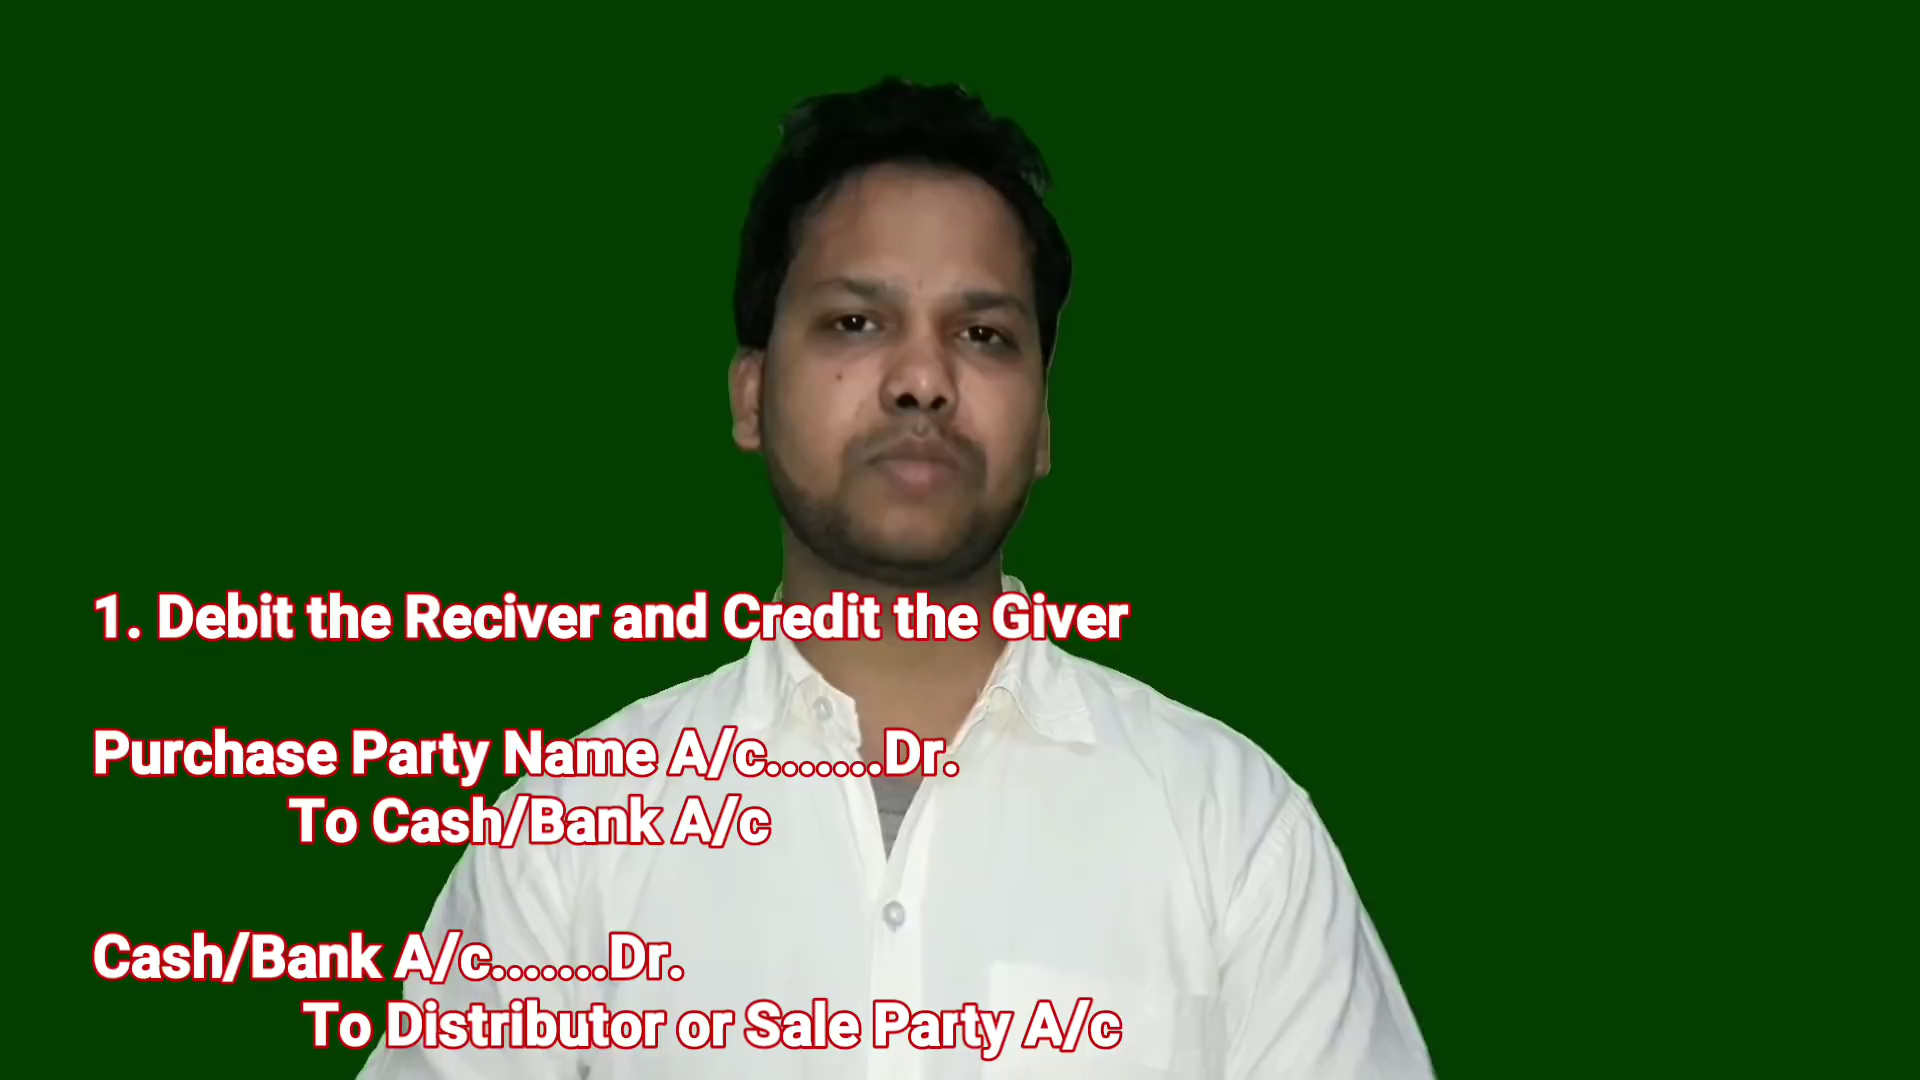 1. Debit the Reciver and Credit the Giver
Purchase Party Name A/c.......Dr.
To Cash/Bank A/c
Cash/Bank A/c.......Dr.
To Distributor or Sale Party A/c